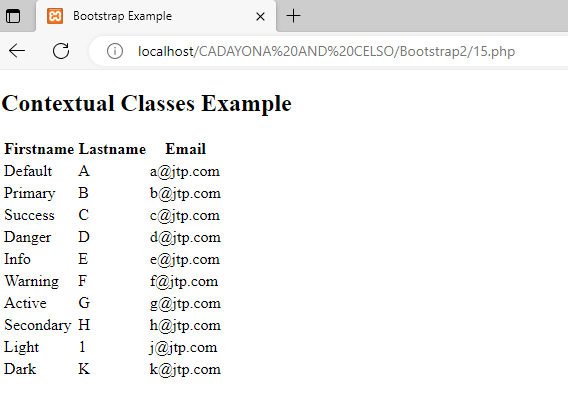 Bootstrap Example
localhost/CADAYONA%20AND%20CELSO/Bootstrap2/15.php
Contextual Classes Example
Firstname Lastname Email
Default A a@jtp.com
Primary B b@jtp.com
Success C c@jtp.com
Danger D d@jtp.com
Info E e@jtp.com
Warning F f@jtp.com
Active G g@jtp.com
Secondary H h@jtp.com
Light 1 j@jtp.com
Dark K k@jtp.com